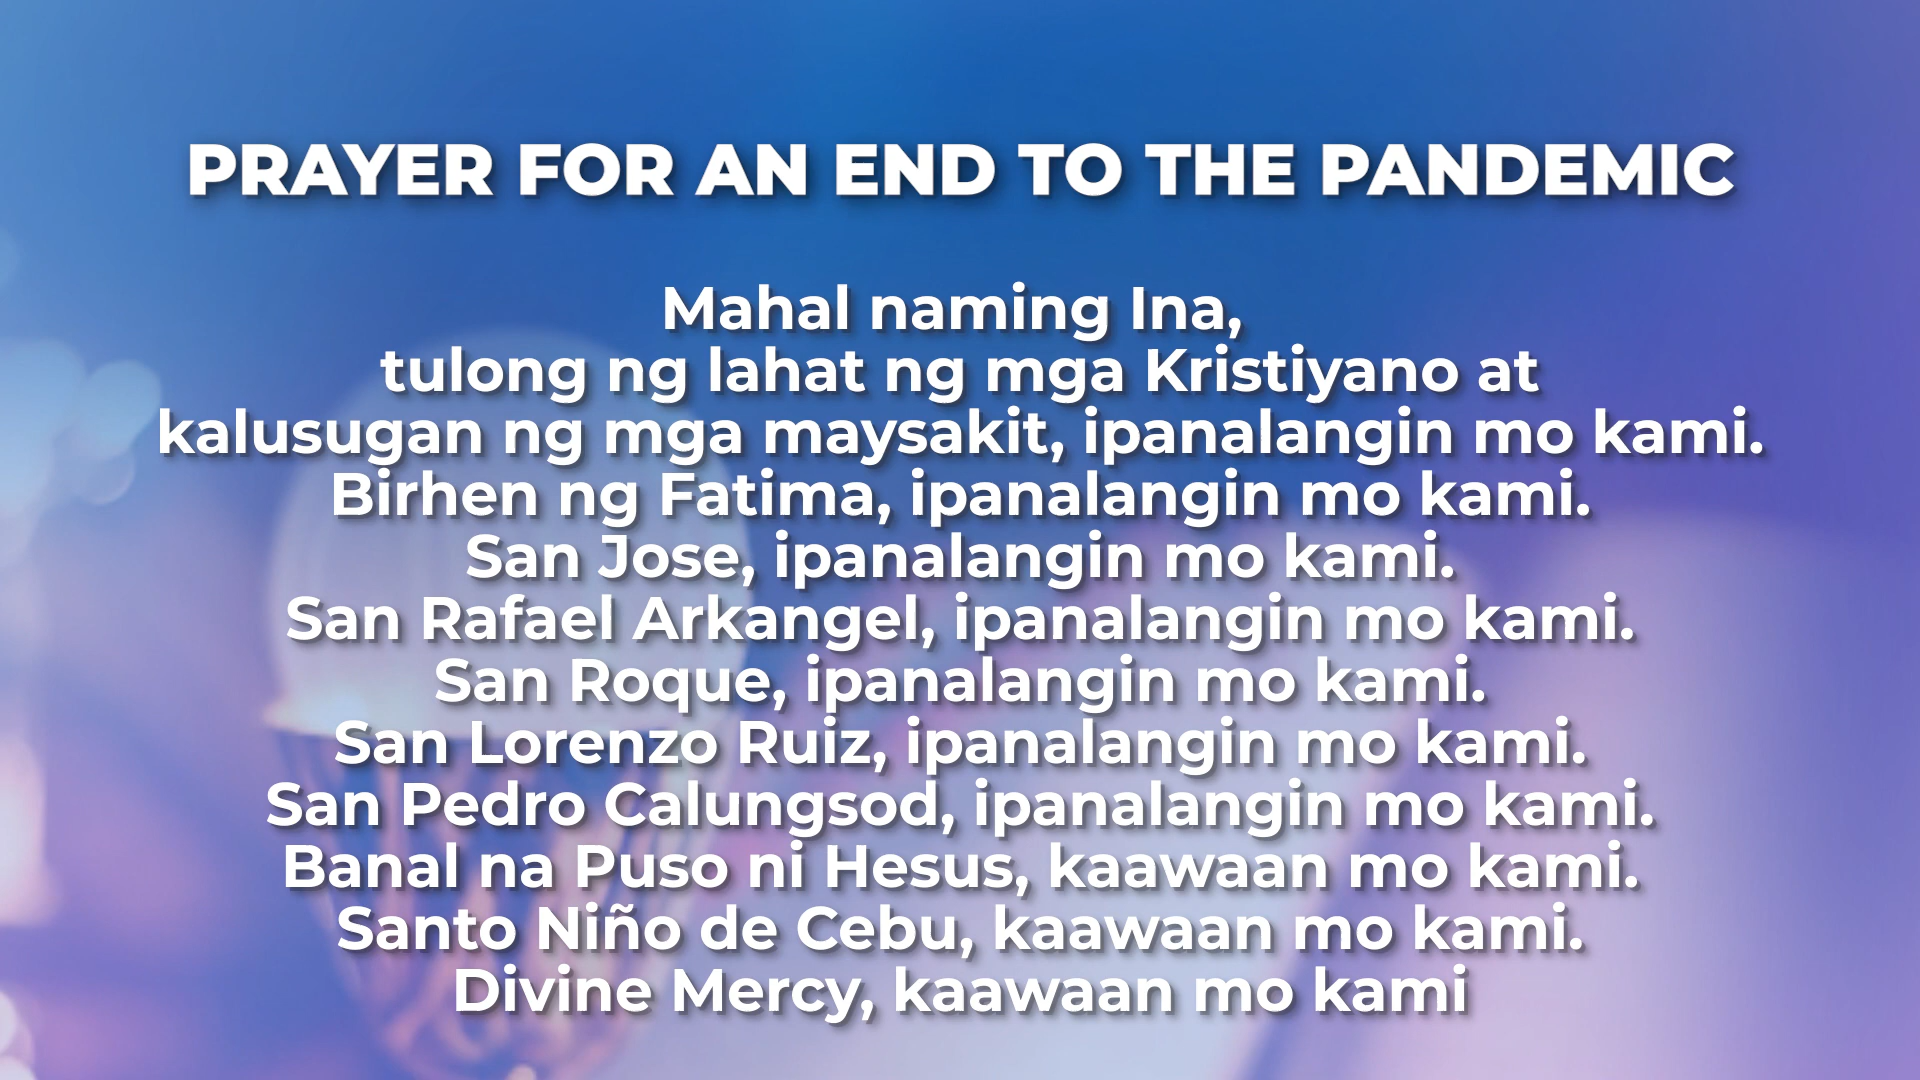 PRAYER FOR AN END TO THE PANDEMIC
Mahal naming Ina,
tulong ng lahat ng mga Kristiyano at
kalusugan ng mga maysakit, ipanalangin mo kami.
Birhen ng Fatima, ipanalangin mo kami.
San Jose, ipanalangin mo kami.
San Rafael Arkangel, ipanalangin mo kami.
San Roque, ipanalangin mo kami.
San Lorenzo Ruiz, ipanalangin mo kami.
San Pedro Calungsod, ipanalangin mo kami.
Banal na Puso ni Hesus, kaawaan mo kami.
Santo Niño de Cebu, kaawaan mo kami.
Divine Mercy, kaawaan mo kami